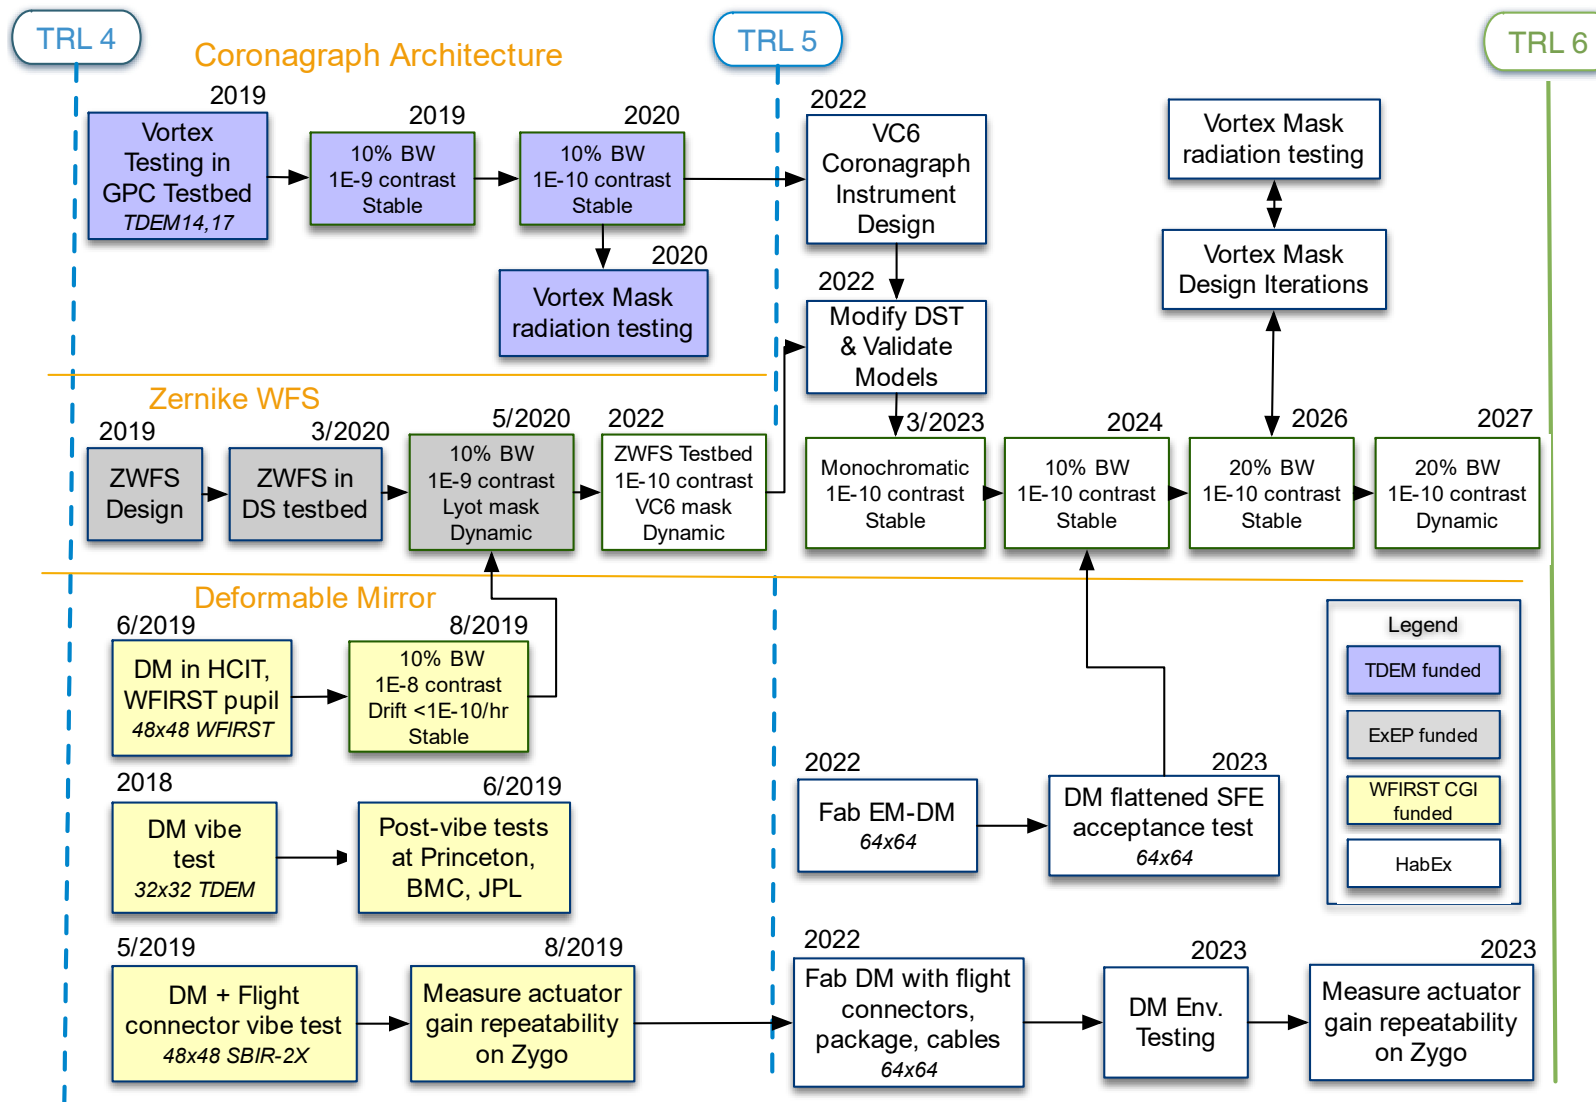 TRL 4
TRL 5
TRL 6
Coronagraph Architecture
2019
Vortex
Testing in
GPC Testbed
TDEM14,17
2019
10% BW
1E-9 contrast
Stable
2020
10% BW
1E-10 contrast
Stable
2020
Vortex Mask
radiation testing
2022
VC6
Coronagraph
Instrument
Design
2022
Modify DST
& Validate
Models
Vortex Mask
radiation testing
Vortex Mask
Design Iterations
Zernike WFS
2019
ZWFS
Design
3/2020
ZWFS in
DS testbed
5/2020
10% BW
1E-9 contrast
Lyot mask
Dynamic
2022
ZWFS Testbed
1E-10 contrast
VC6 mask
Dynamic
3/2023
Monochromatic
1E-10 contrast
Stable
2024
10% BW
1E-10 contrast
Stable
2026
20% BW
1E-10 contrast
Stable
2027
20% BW
1E-10 contrast
Dynamic
Deformable Mirror
6/2019
DM in HCIT,
WFIRST pupil
48x48 WFIRST
8/2019
10% BW
1E-8 contrast
Drift <1E-10/hr
Stable
2018
DM vibe
test
32x32 TDEM
6/2019
Post-vibe tests
at Princeton,
BMC, JPL
2022
Fab EM-DM
64x64
2023
DM flattened SFE
acceptance test
64x64
5/2019
DM + Flight
connector vibe test
48x48 SBIR-2X
8/2019
Measure actuator
gain repeatability
on Zygo
2022
Fab DM with flight
connectors,
package, cables
64x64
2023
DM Env.
Testing
2023
Measure actuator
gain repeatability
on Zygo
Legend
TDEM funded
ExEP funded
WFIRST CGI
funded
HabEx